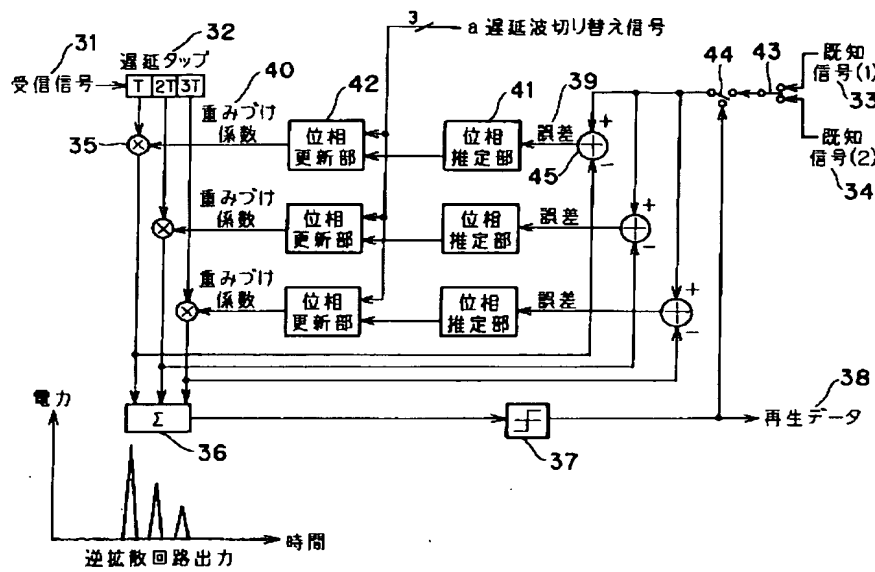 31
32
遅延タップ
受信信号
T 2T 3T
3
a 遅延波切り替え信号
40
重みづけ
係数
42
位相
更新部
41
位相
推定部
39
誤差
+
−
45
44
43
既知
信号(1)
33
既知
信号(2)
34
35
重みづけ
係数
位相
更新部
位相
推定部
誤差
+
−
重みづけ
係数
位相
更新部
位相
推定部
誤差
+
−
電力
Σ
36
37
38
再生データ
時間
逆拡散回路出力